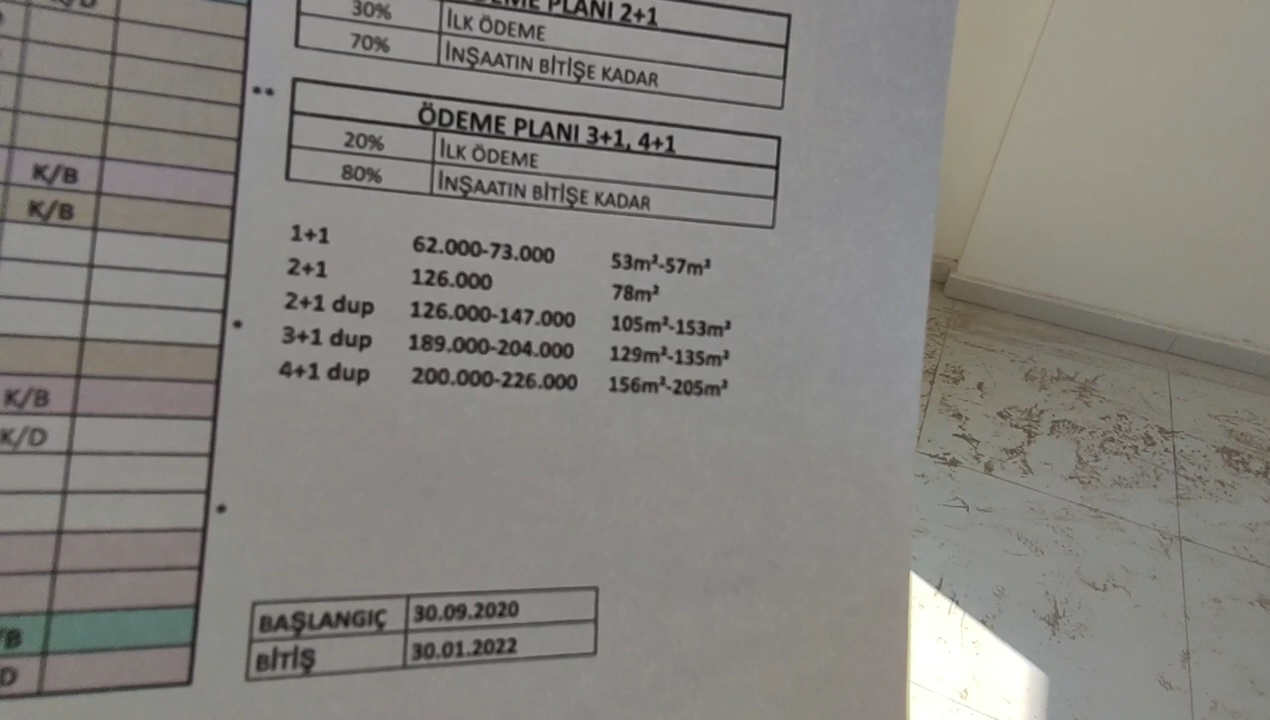 PLANI 2+1
30% İLK ÖDEME
70% İNŞAATIN BİTİŞE KADAR
ÖDEME PLANI 3+1, 4+1
20% İLK ÖDEME
80% İNŞAATIN BİTİŞE KADAR
K/B
K/B
1+1 62.000-73.000 53m²-57m²
2+1 126.000 78m²
2+1 dup 126.000-147.000 105m²-153m²
3+1 dup 189.000-204.000 129m²-135m²
4+1 dup 200.000-226.000 156m²-205m²
K/B
K/D
BAŞLANGIÇ 30.09.2020
BİTİŞ 30.01.2022